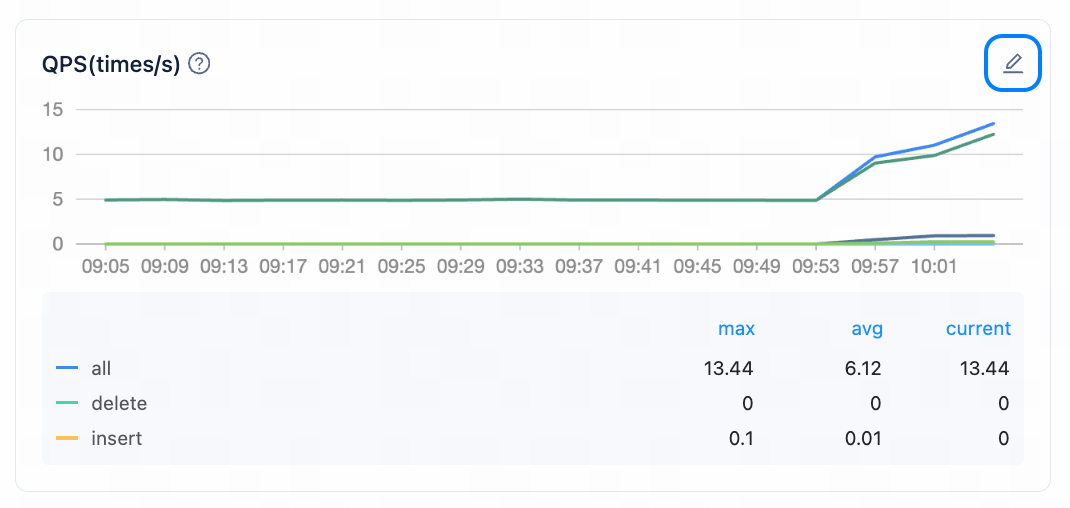 QPS(times/s) ?
15
10
5
0
09:05 09:09 09:13 09:17 09:21 09:25 09:29 09:33 09:37 09:41 09:45 09:49 09:53 09:57 10:01
max avg current
all 13.44 6.12 13.44
delete 0 0 0
insert 0.1 0.01 0